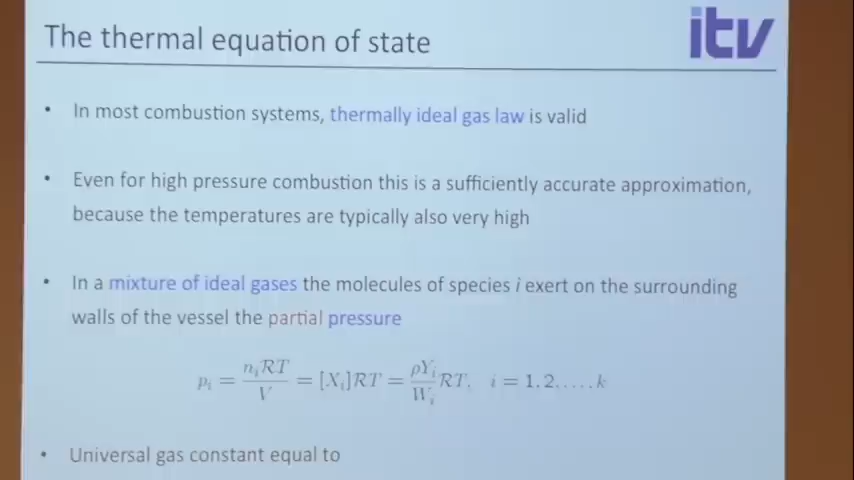 The thermal equation of state
itv
• In most combustion systems, thermally ideal gas law is valid
• Even for high pressure combustion this is a sufficiently accurate approximation,
because the temperatures are typically also very high
• In a mixture of ideal gases the molecules of species i exert on the surrounding
walls of the vessel the partial pressure
pᵢ = nᵢRT/V = [Xᵢ]RT = ρYᵢ/Wᵢ RT, i = 1, 2, . . . , k
• Universal gas constant equal to